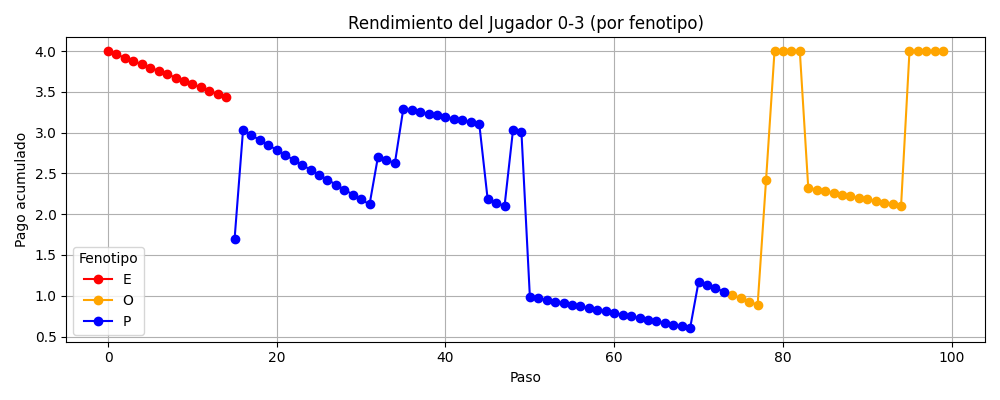 Rendimiento del Jugador 0-3 (por fenotipo)
Pago acumulado
4.0
3.5
3.0
2.5
2.0
1.5
1.0
0.5
Fenotipo
E
O
P
0 20 40 60 80 100
Paso